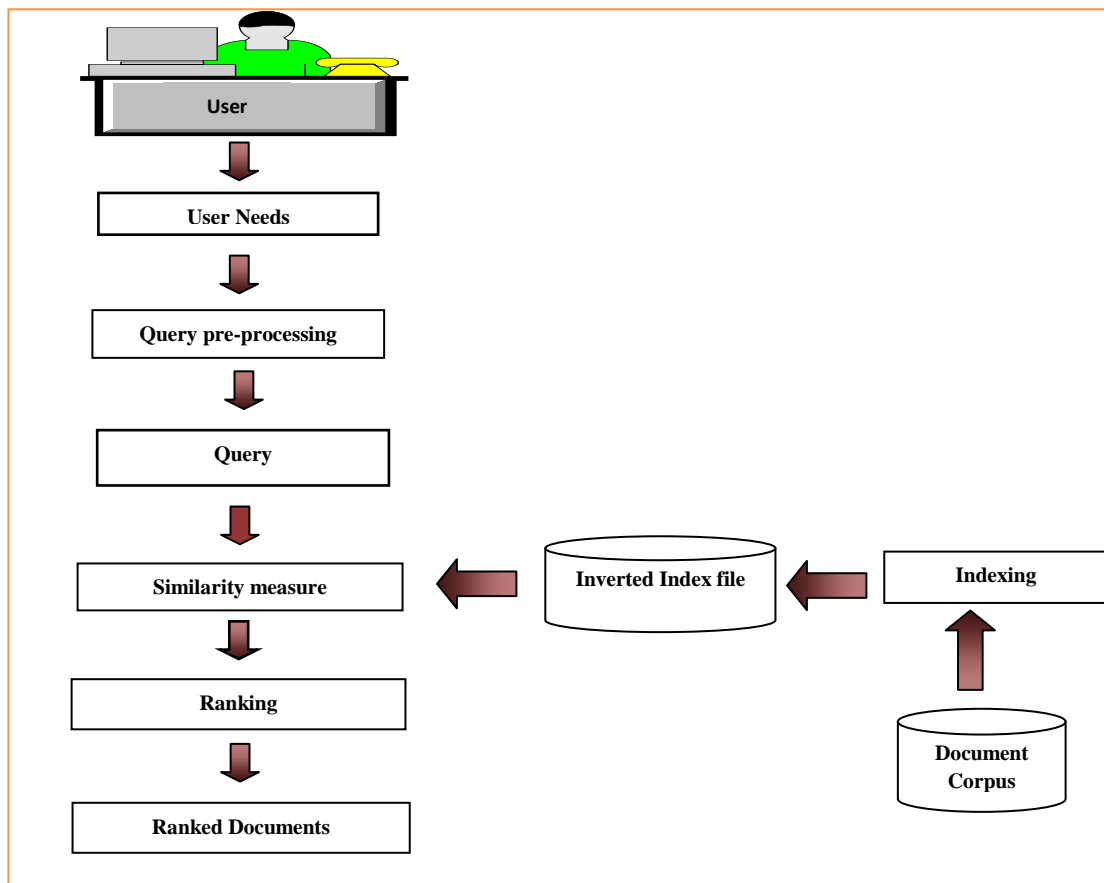 User
User Needs
Query pre-processing
Query
Similarity measure
Inverted Index file
Indexing
Ranking
Document
Corpus
Ranked Documents